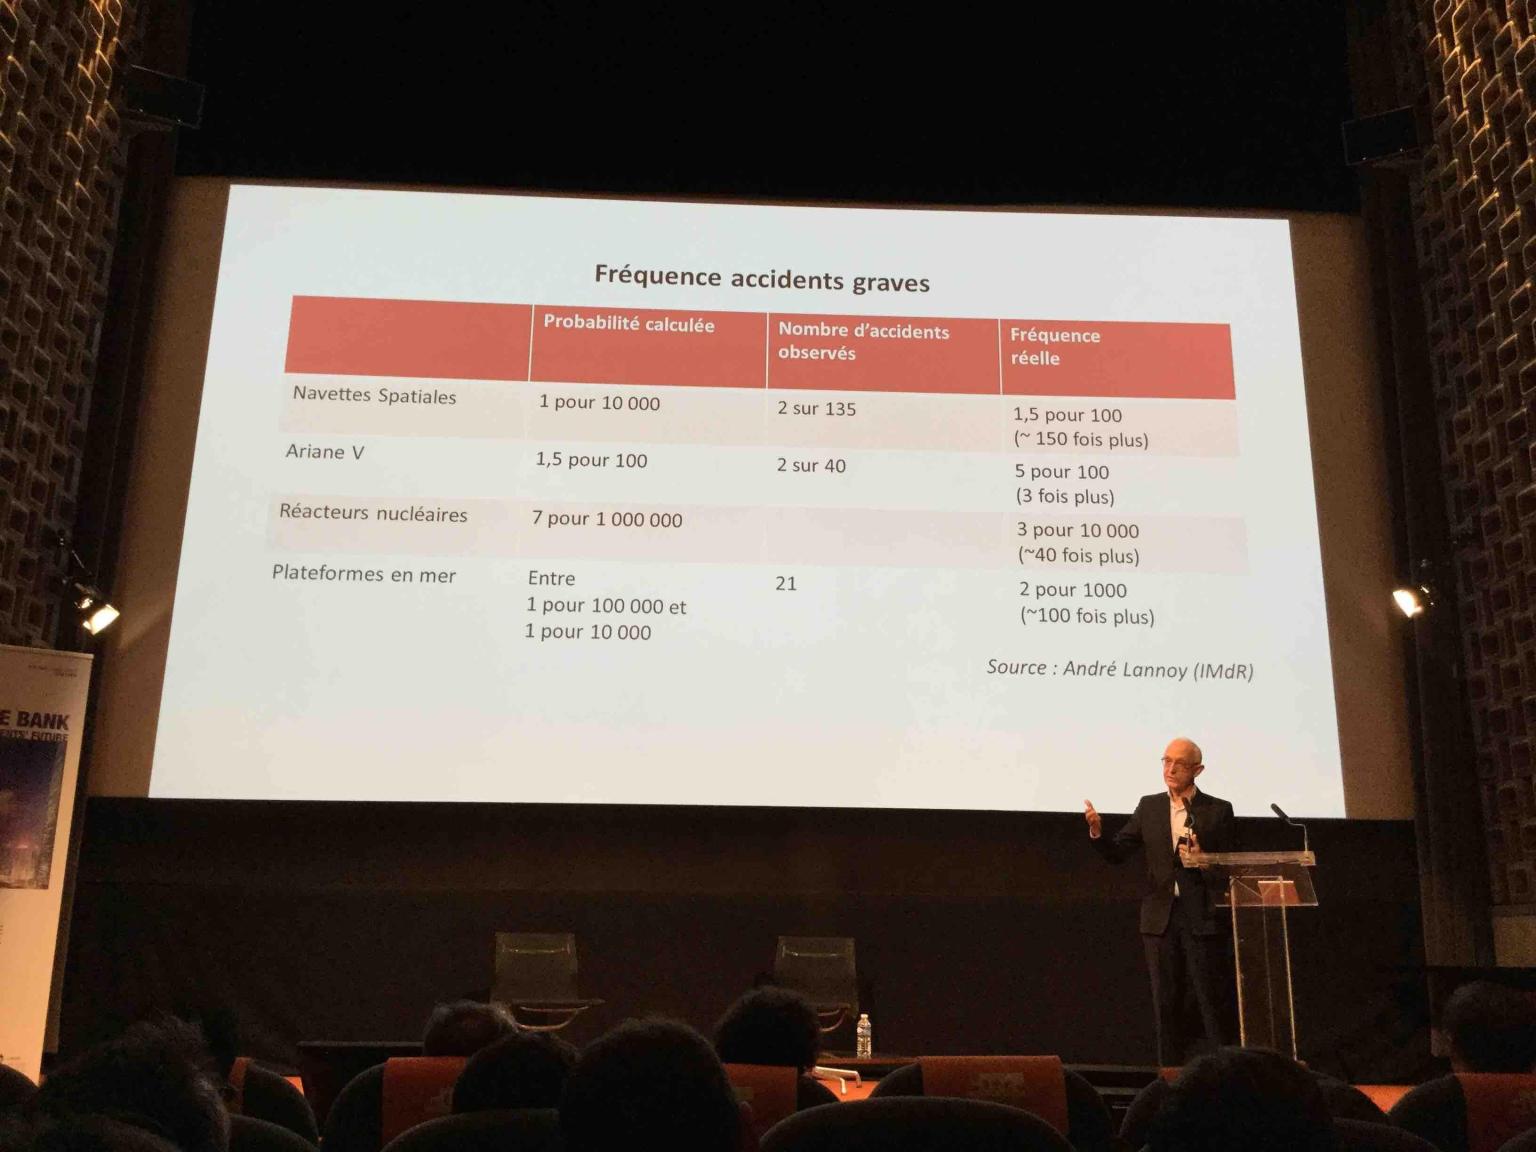 Fréquence accidents graves
Probabilité calculée
Nombre d'accidents
observés
Fréquence
réelle
Navettes Spatiales
1 pour 10 000
2 sur 135
1,5 pour 100
(~ 150 fois plus)
Ariane V
1,5 pour 100
2 sur 40
5 pour 100
(3 fois plus)
Réacteurs nucléaires
7 pour 1 000 000
3 pour 10 000
(~40 fois plus)
Plateformes en mer
Entre
1 pour 100 000 et
1 pour 10 000
21
2 pour 1000
(~100 fois plus)
Source : André Lannoy (IMdR)
E BANK
ENTS' FUTURE